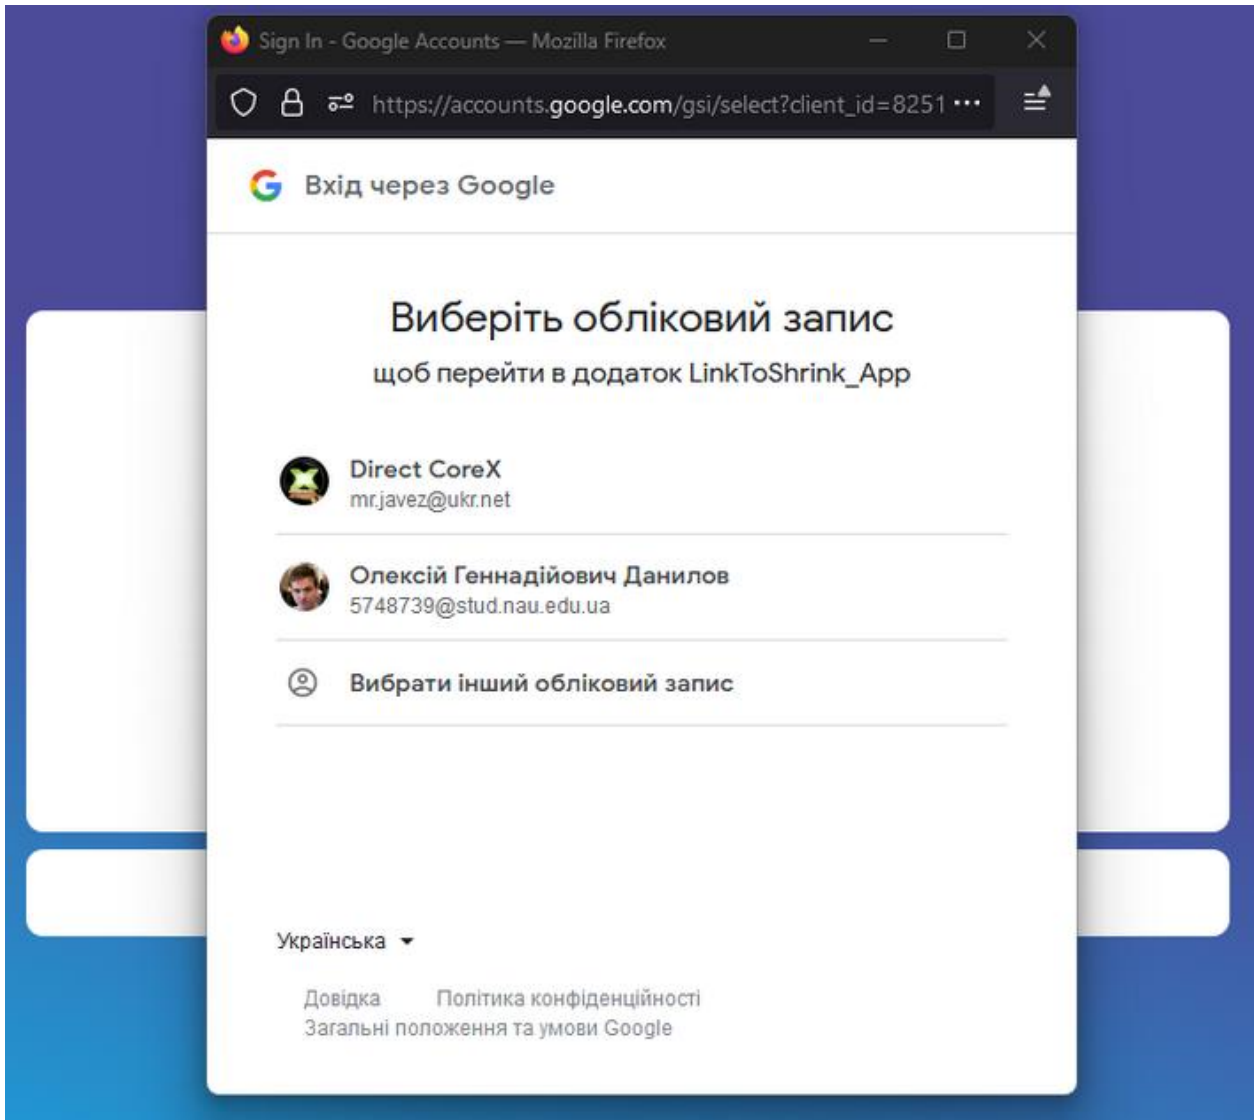 Sign In - Google Accounts — Mozilla Firefox
https://accounts.google.com/gsi/select?client_id=8251
Вхід через Google
Виберіть обліковий запис
щоб перейти в додаток LinkToShrink_App
Direct CoreX
mr.javez@ukr.net
Олексій Геннадійович Данилов
5748739@stud.nau.edu.ua
Вибрати інший обліковий запис
Українська
Довідка Політика конфіденційності
Загальні положення та умови Google